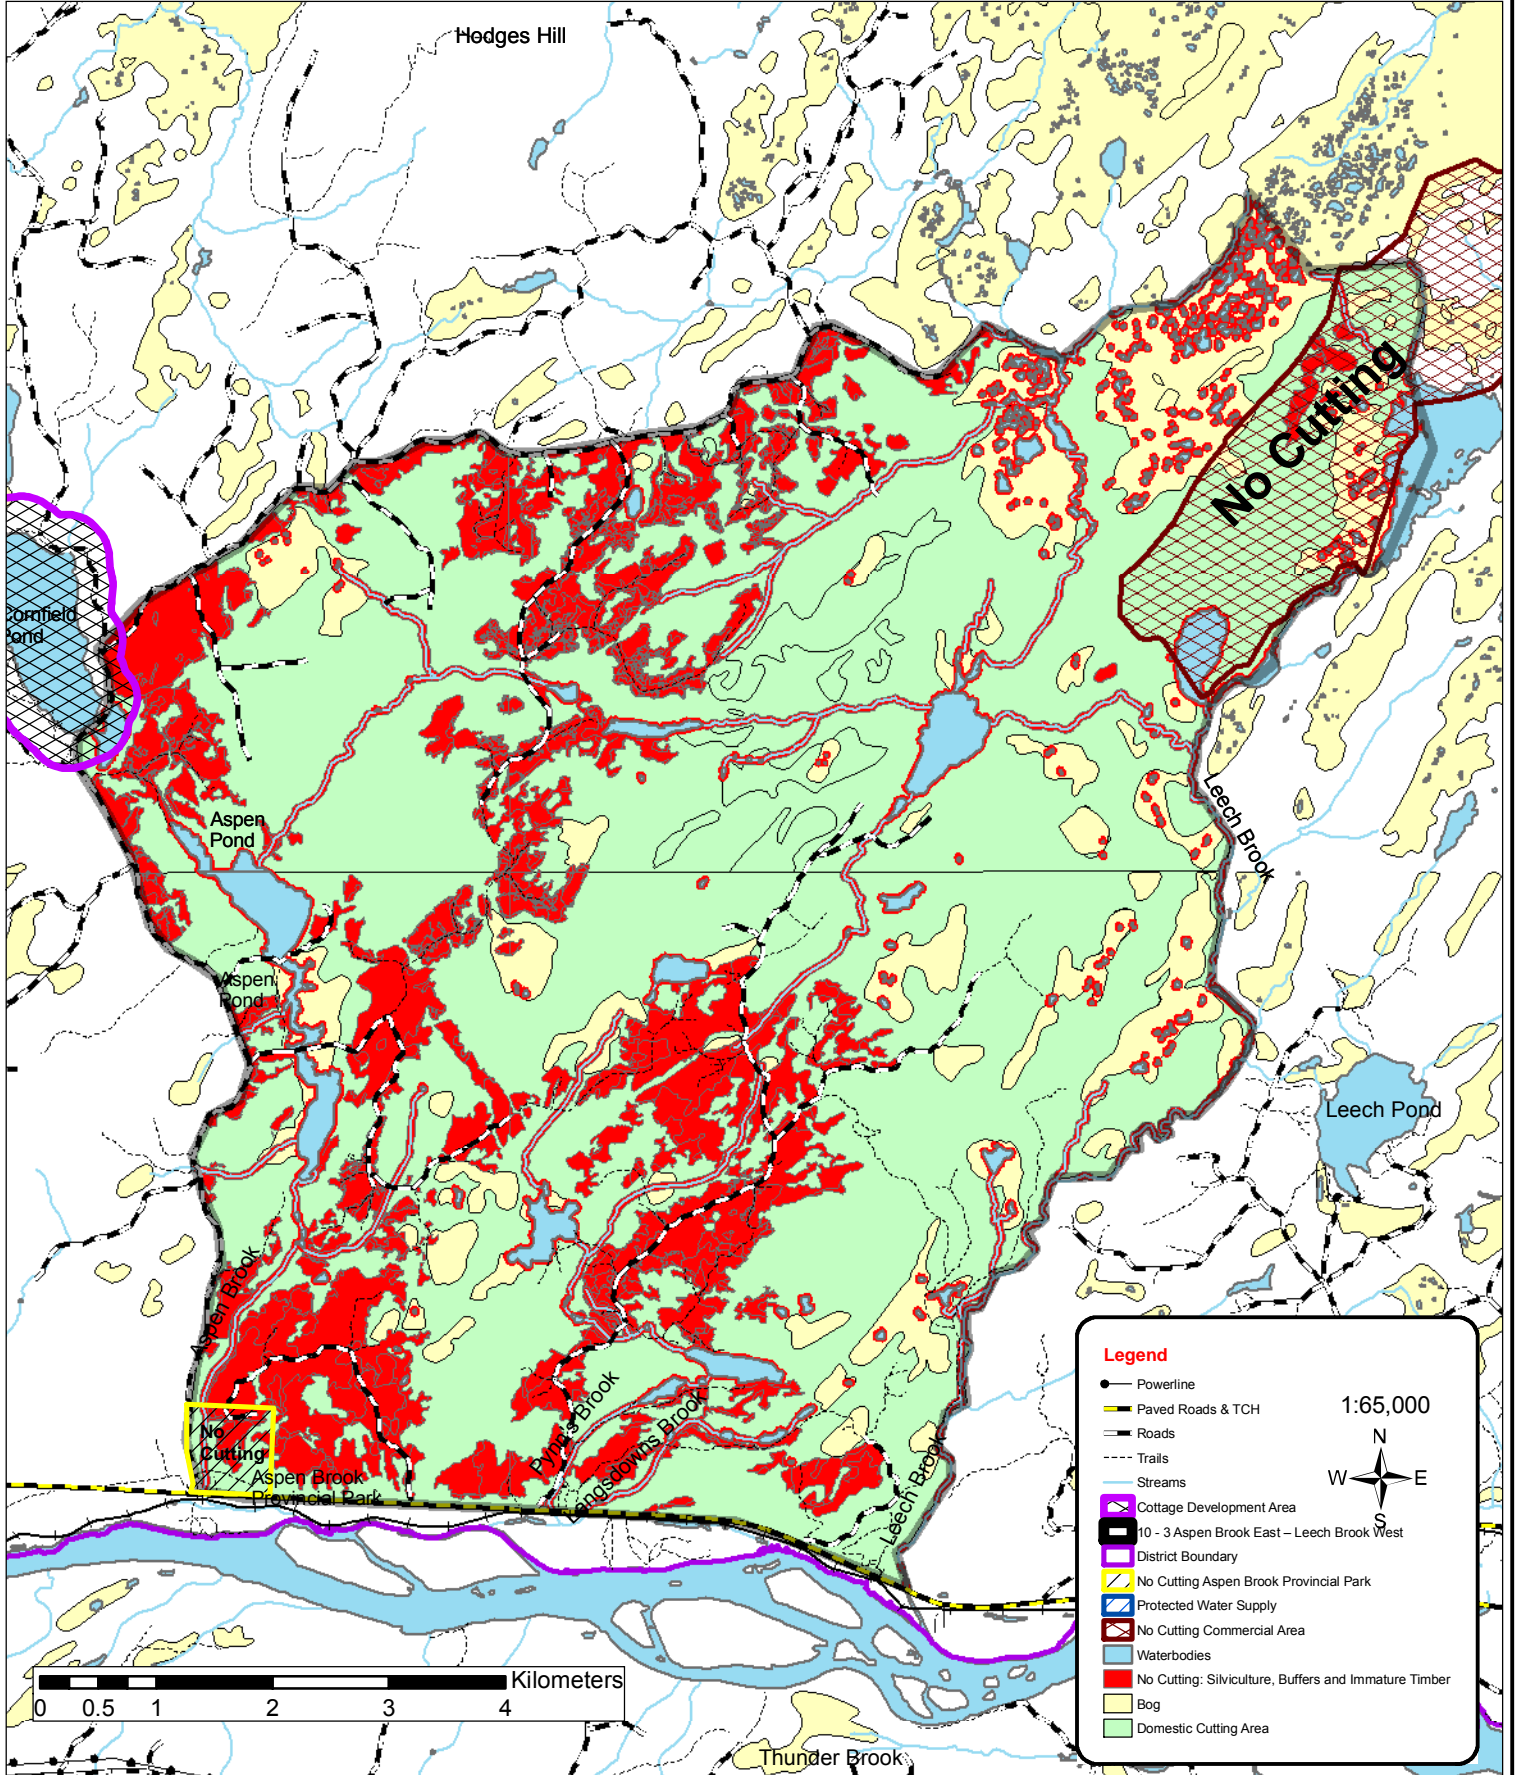 Hodges Hill
No Cutting
Cornfield
Pond
Aspen
Pond
Leech Brook
Aspen
Pond
Leech Pond
Aspen Brook
Pynn's Brook
Langsdowns Brook
Leech Brook
No
Cutting
Aspen Brook
Provincial Park
Thunder Brook
Kilometers
0 0.5 1 2 3 4
Legend
Powerline
Paved Roads & TCH
Roads
Trails
Streams
Cottage Development Area
10 - 3 Aspen Brook East – Leech Brook West
District Boundary
No Cutting Aspen Brook Provincial Park
Protected Water Supply
No Cutting Commercial Area
Waterbodies
No Cutting: Silviculture, Buffers and Immature Timber
Bog
Domestic Cutting Area
1:65,000
N
W E
S